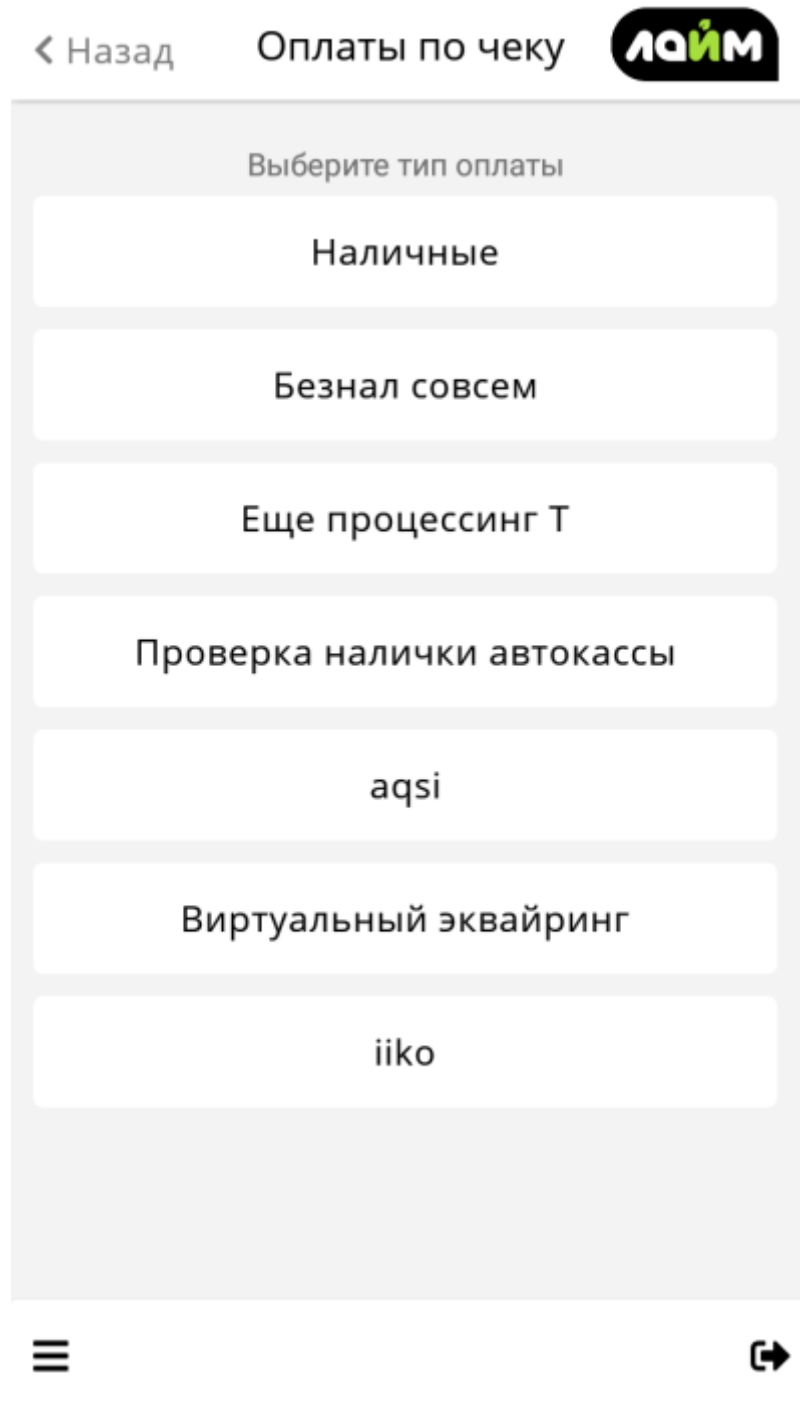 Назад
Оплаты по чеку
лайм
Выберите тип оплаты
Наличные
Безнал совсем
Еще процессинг Т
Проверка налички автокассы
aqsi
Виртуальный эквайринг
iiko